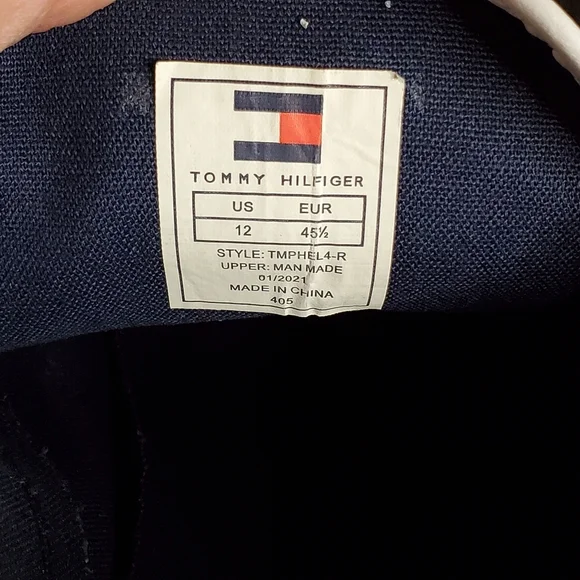 TOMMY HILFIGER
US EUR
12 45½
STYLE: TMPHEL4-R
UPPER: MAN MADE
01/2021
MADE IN CHINA
405